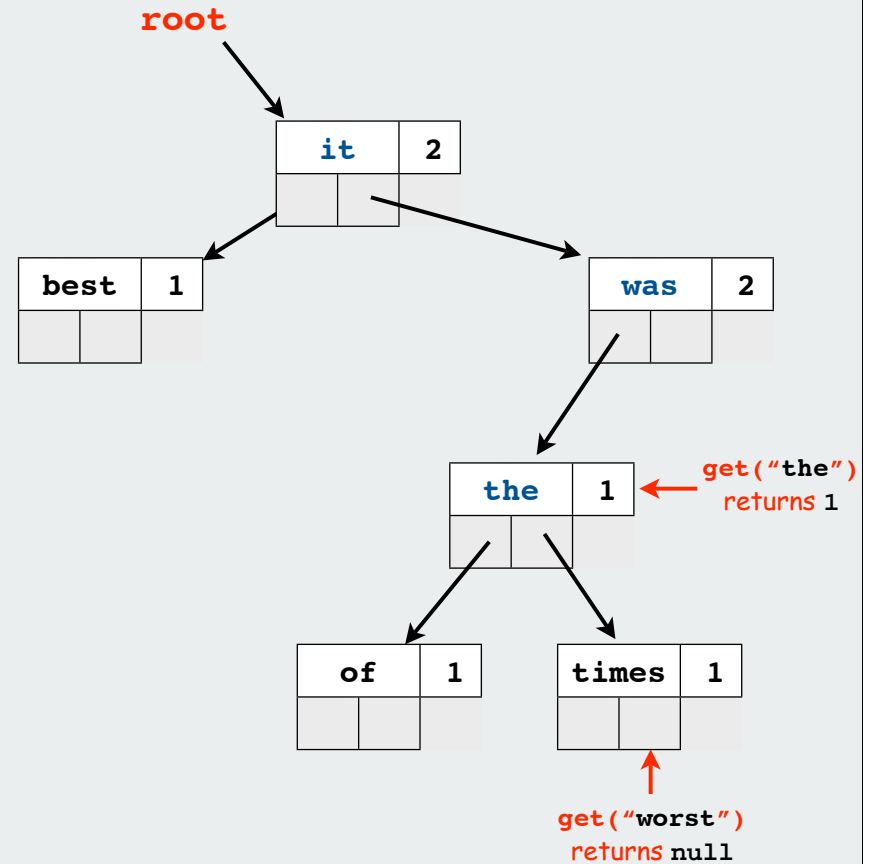 root
it 2
best 1
was 2
the 1
get(“the”)
returns 1
of 1
times 1
get(“worst”)
returns null